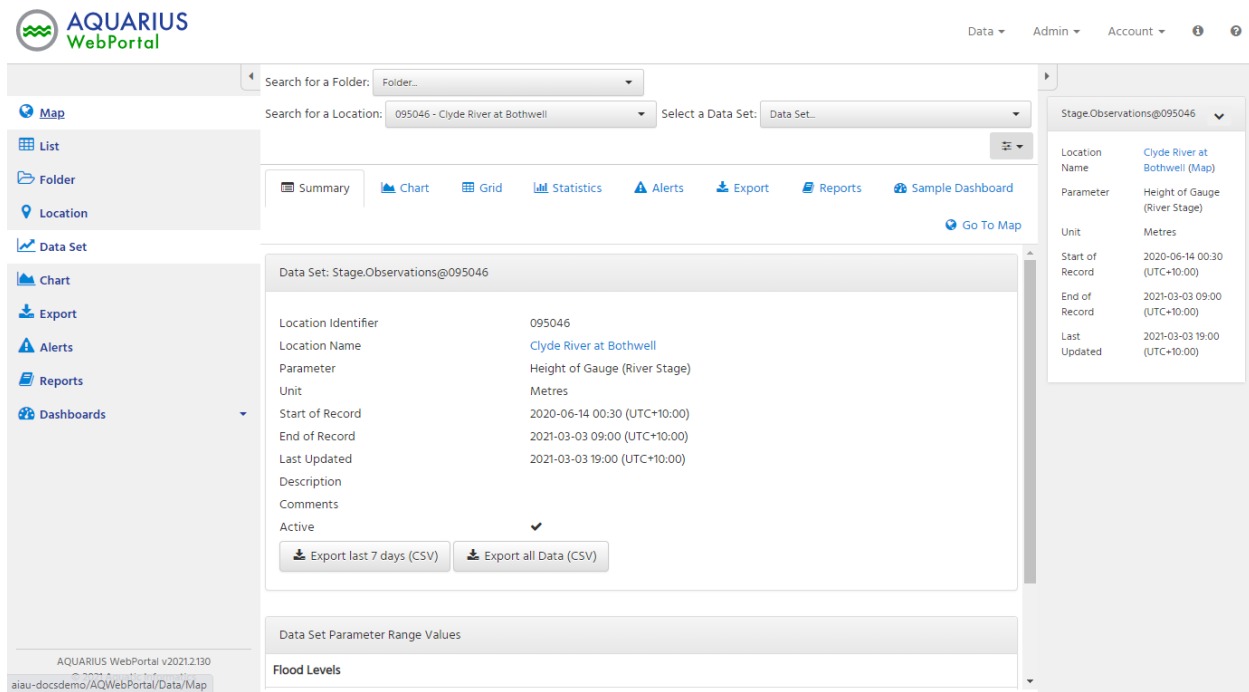 AQUARIUS
WebPortal
Data
Admin
Account
Search for a Folder: Folder...
Search for a Location: 095046 - Clyde River at Bothwell Select a Data Set: Data Set...
Map
List
Folder
Location
Data Set
Chart
Export
Alerts
Reports
Dashboards
AQUARIUS WebPortal v2021.2.130
aiau-docsdemo/AQWebPortal/Data/Map
Summary Chart Grid Statistics Alerts Export Reports Sample Dashboard
Go To Map
Data Set: Stage.Observations@095046
Location Identifier 095046
Location Name Clyde River at Bothwell
Parameter Height of Gauge (River Stage)
Unit Metres
Start of Record 2020-06-14 00:30 (UTC+10:00)
End of Record 2021-03-03 09:00 (UTC+10:00)
Last Updated 2021-03-03 19:00 (UTC+10:00)
Description
Comments
Active
Export last 7 days (CSV) Export all Data (CSV)
Data Set Parameter Range Values
Flood Levels
Stage.Observations@095046
Location Clyde River at
Name Bothwell (Map)
Parameter Height of Gauge
(River Stage)
Unit Metres
Start of 2020-06-14 00:30
Record (UTC+10:00)
End of 2021-03-03 09:00
Record (UTC+10:00)
Last 2021-03-03 19:00
Updated (UTC+10:00)